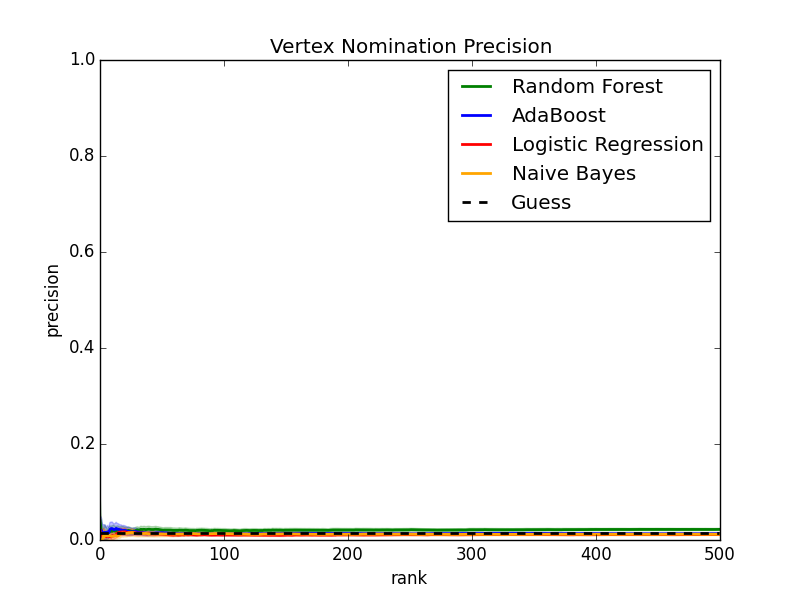 Vertex Nomination Precision
1.0
0.8
0.6
0.4
0.2
0.0
precision
Random Forest
AdaBoost
Logistic Regression
Naive Bayes
Guess
0 100 200 300 400 500
rank